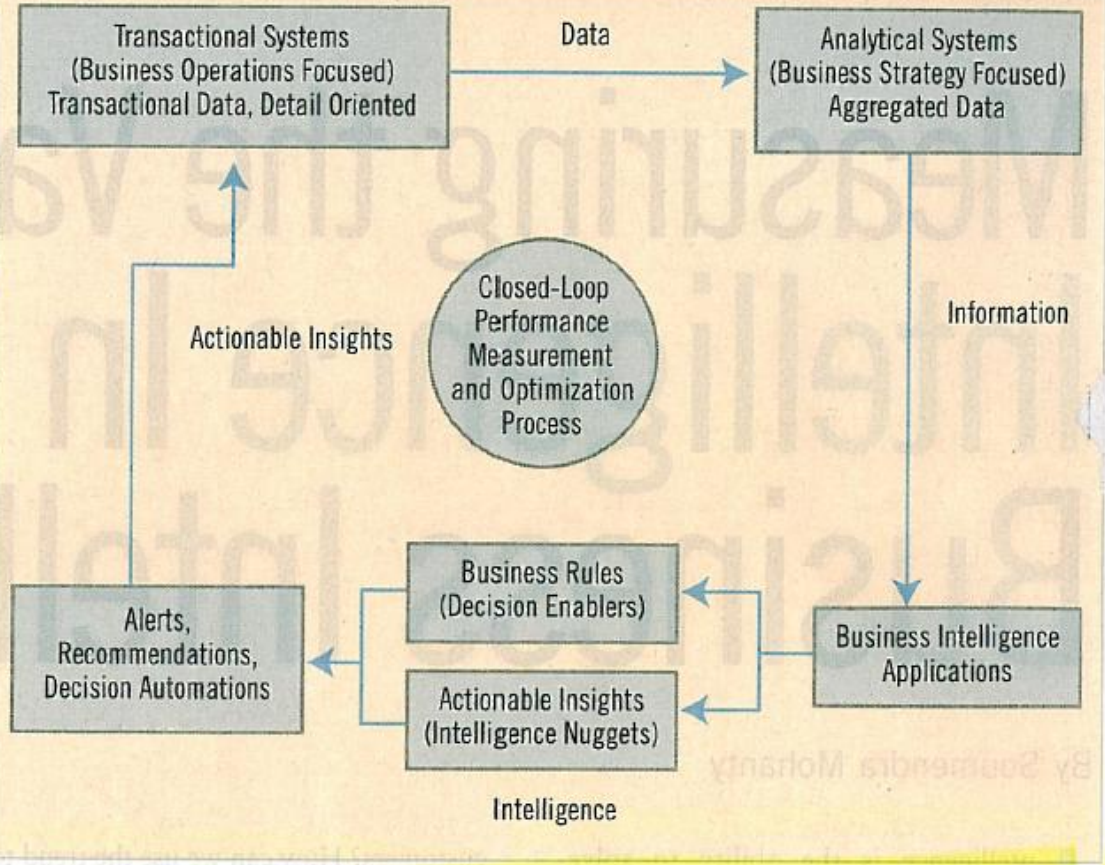 Transactional Systems
(Business Operations Focused)
Transactional Data, Detail Oriented
Data
Analytical Systems
(Business Strategy Focused)
Aggregated Data
Closed-Loop
Performance
Measurement
and Optimization
Process
Actionable Insights
Information
Business Rules
(Decision Enablers)
Alerts,
Recommendations,
Decision Automations
Business Intelligence
Applications
Actionable Insights
(Intelligence Nuggets)
Intelligence
Measuring the Va
Intelligence In
Business Intell
By Soumendra Mohanty